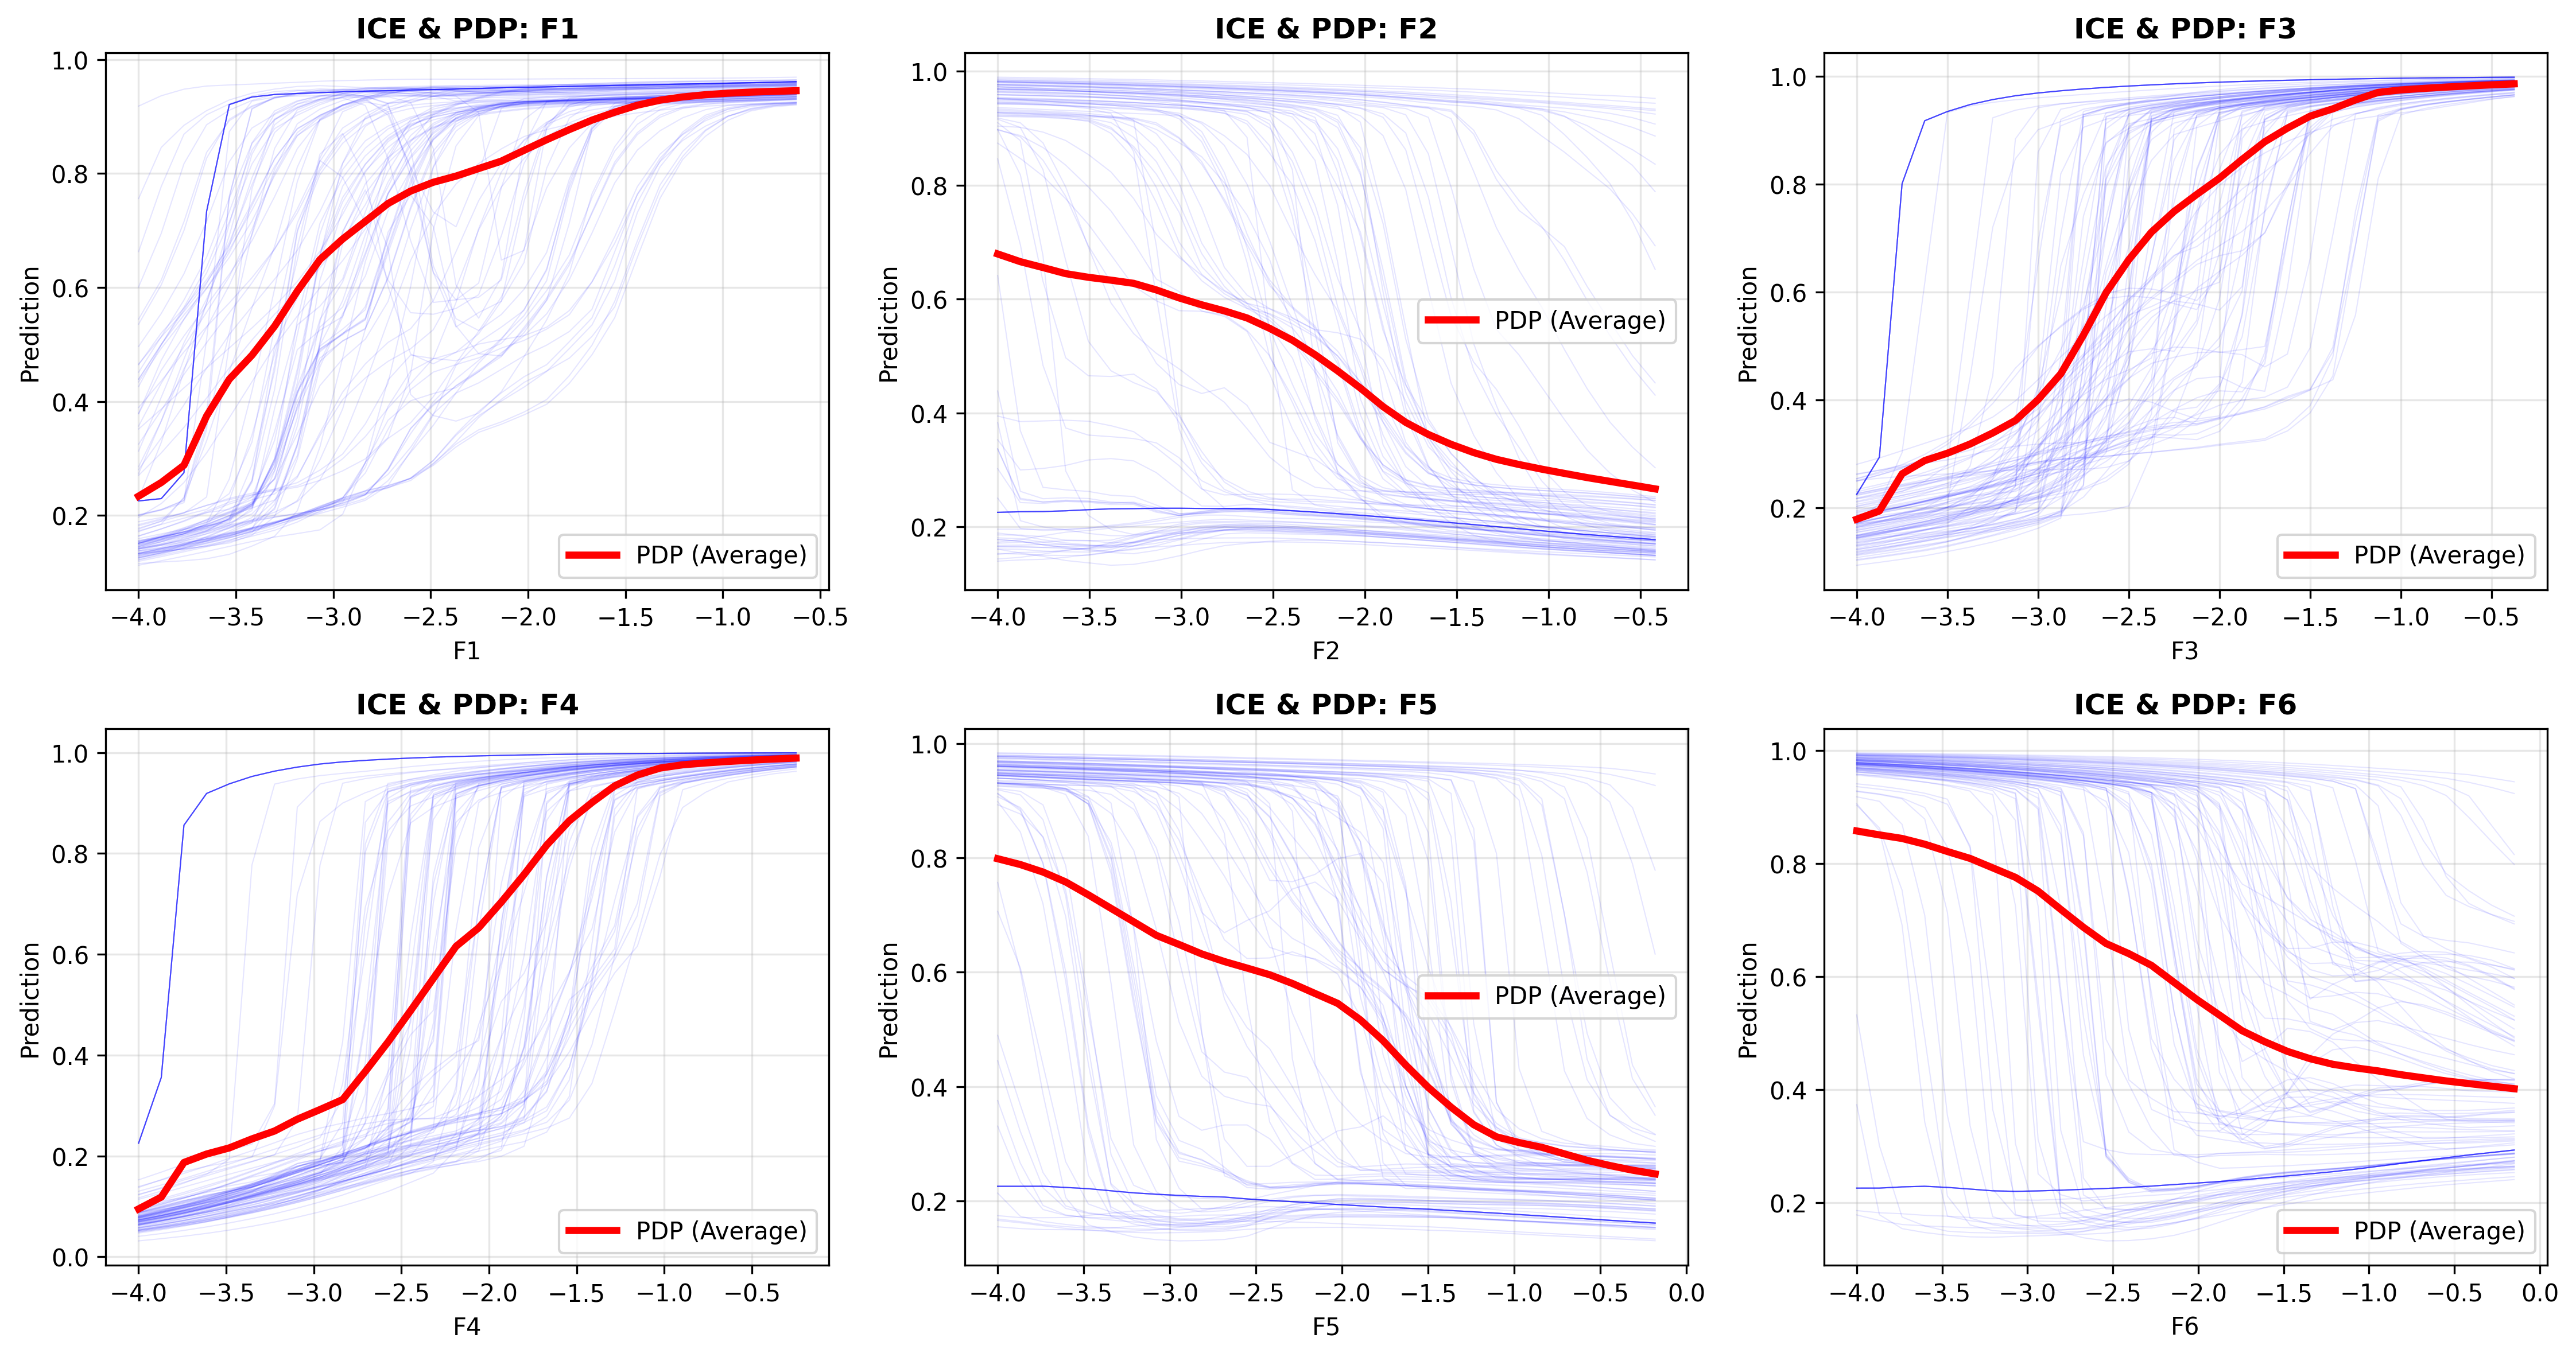 ICE & PDP: F1
1.0
0.8
0.6
0.4
0.2
Prediction
PDP (Average)
−4.0 −3.5 −3.0 −2.5 −2.0 −1.5 −1.0 −0.5
F1
ICE & PDP: F2
1.0
0.8
0.6
0.4
0.2
Prediction
PDP (Average)
−4.0 −3.5 −3.0 −2.5 −2.0 −1.5 −1.0 −0.5
F2
ICE & PDP: F3
1.0
0.8
0.6
0.4
0.2
Prediction
PDP (Average)
−4.0 −3.5 −3.0 −2.5 −2.0 −1.5 −1.0 −0.5
F3
ICE & PDP: F4
1.0
0.8
0.6
0.4
0.2
0.0
Prediction
PDP (Average)
−4.0 −3.5 −3.0 −2.5 −2.0 −1.5 −1.0 −0.5
F4
ICE & PDP: F5
1.0
0.8
0.6
0.4
0.2
Prediction
PDP (Average)
−4.0 −3.5 −3.0 −2.5 −2.0 −1.5 −1.0 −0.5 0.0
F5
ICE & PDP: F6
1.0
0.8
0.6
0.4
0.2
Prediction
PDP (Average)
−4.0 −3.5 −3.0 −2.5 −2.0 −1.5 −1.0 −0.5 0.0
F6